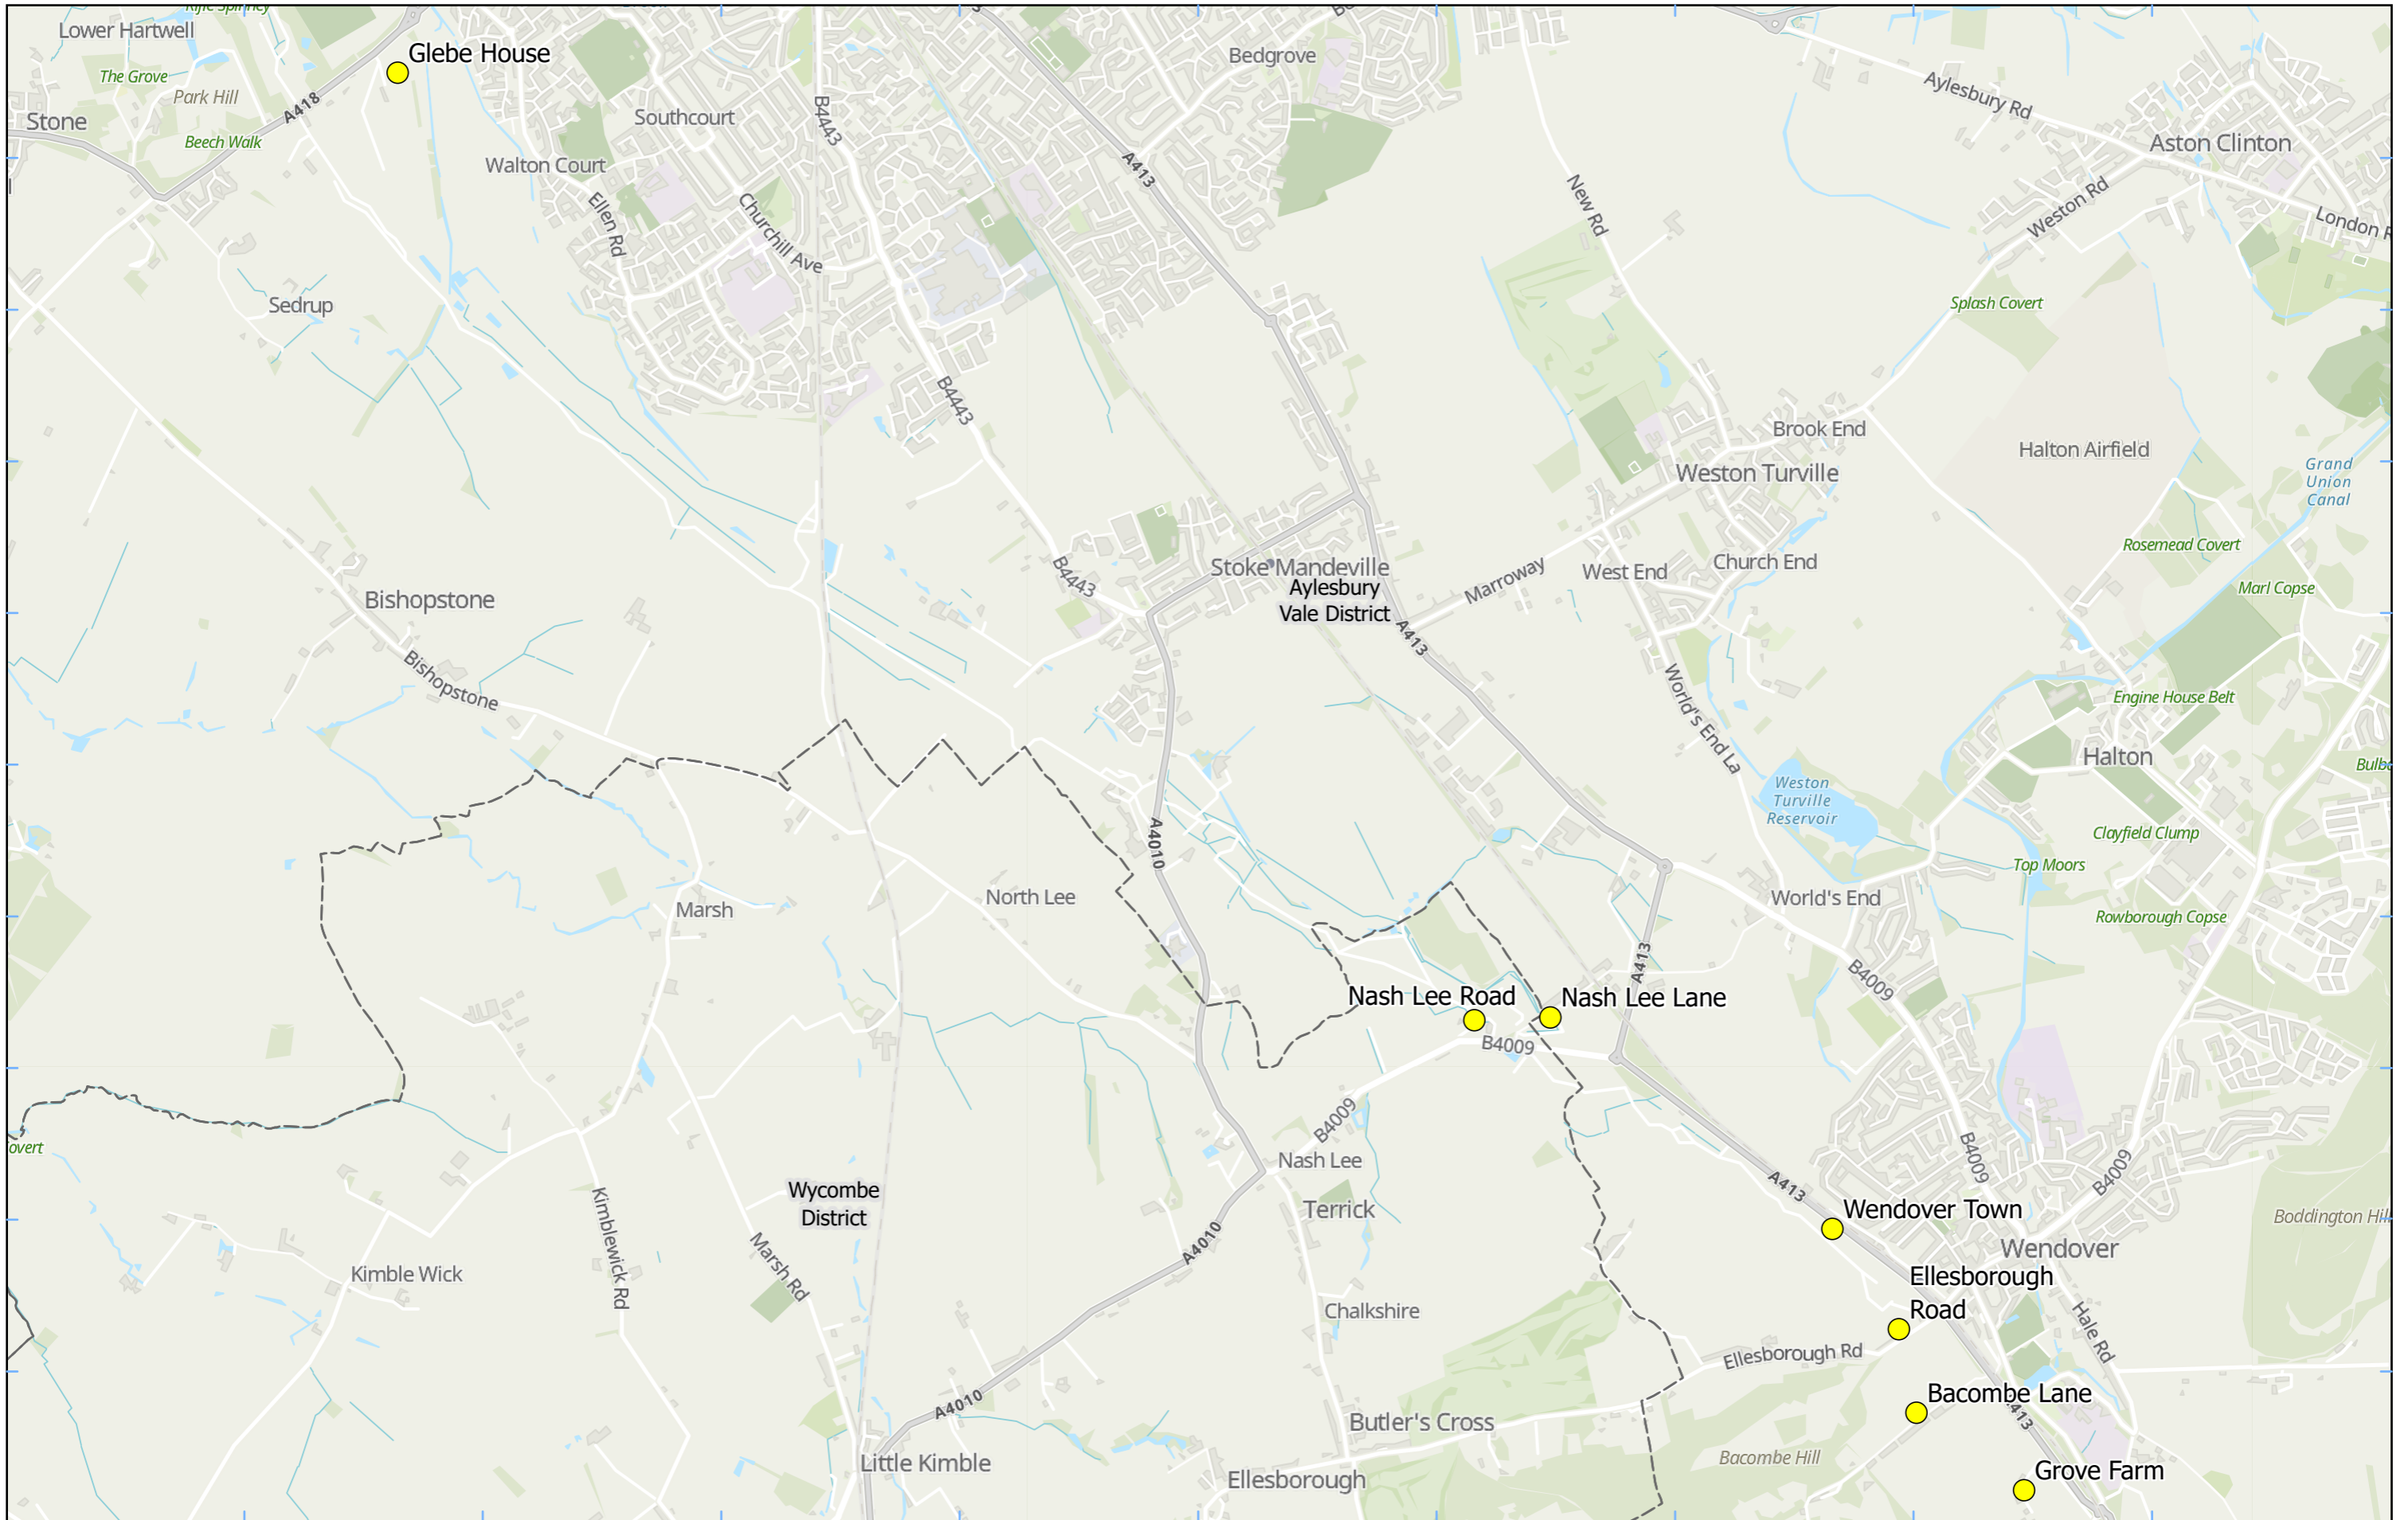 Rifle Spinney
Lower Hartwell
Glebe House
Bedgrove
The Grove
Park Hill
A418
Stone
Beech Walk
Southcourt
B4443
Walton Court
Ellen Rd
Churchill Ave
A413
New Rd
Aylesbury Rd
Aston Clinton
Weston Rd
London R
Sedrup
Splash Covert
B4443
Brook End
Weston Turville
Halton Airfield
Grand
Union
Canal
Rosemead Covert
Marl Copse
B4443
Stoke Mandeville
Aylesbury
Vale District
Marroway
West End
Church End
Bishopstone
Bishopstone
A413
World's End La
Engine House Belt
Halton
Bulb
Weston
Turville
Reservoir
Clayfield Clump
Top Moors
A4010
Marsh
North Lee
World's End
Rowborough Copse
A413
B4009
Nash Lee Road
Nash Lee Lane
B4009
B4009
overt
Nash Lee
Terrick
Wycombe
District
Kimblewick Rd
Marsh Rd
A4010
A413
B4009
B4009
Wendover Town
Wendover
Boddington Hil
Kimble Wick
Ellesborough
Road
Chalkshire
Hale Rd
Ellesborough Rd
A4010
Bacombe Lane
A413
Butler's Cross
Little Kimble
Ellesborough
Bacombe Hill
Grove Farm